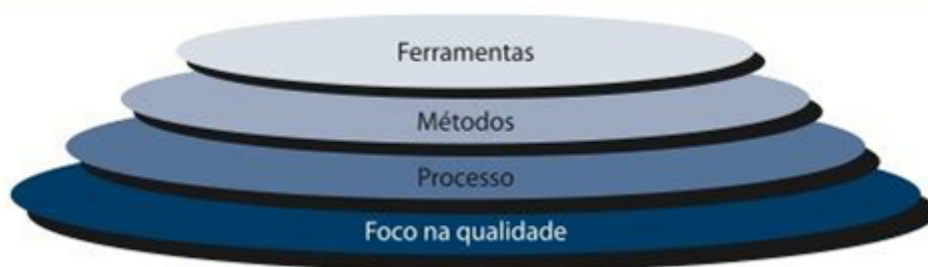 Ferramentas
Métodos
Processo
Foco na qualidade